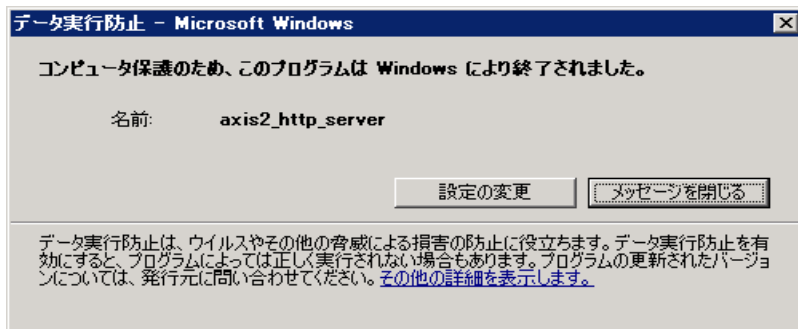 データ実行防止 - Microsoft Windows
コンピュータ保護のため、このプログラムは Windows により終了されました。
名前: axis2_http_server
設定の変更 メッセージを閉じる
データ実行防止は、ウイルスやその他の脅威による損害の防止に役立ちます。データ実行防止を有
効にすると、プログラムによっては正しく実行されない場合もあります。プログラムの更新されたバージョ
ンについては、発行元に問い合わせてください。その他の詳細を表示します。